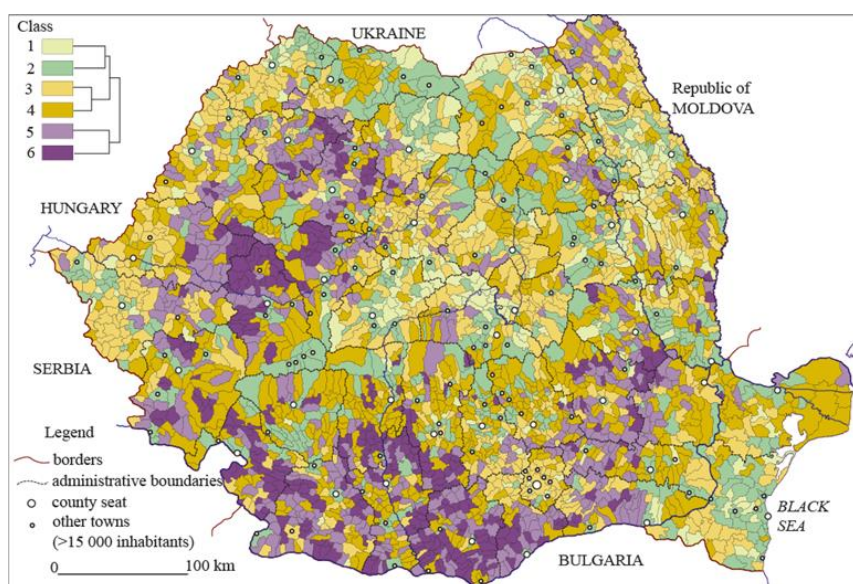 Class
1
2
3
4
5
6
UKRAINE
Republic of
MOLDOVA
HUNGARY
SERBIA
Legend
borders
administrative boundaries
county seat
other towns
(>15 000 inhabitants)
0 100 km
BULGARIA
BLACK
SEA